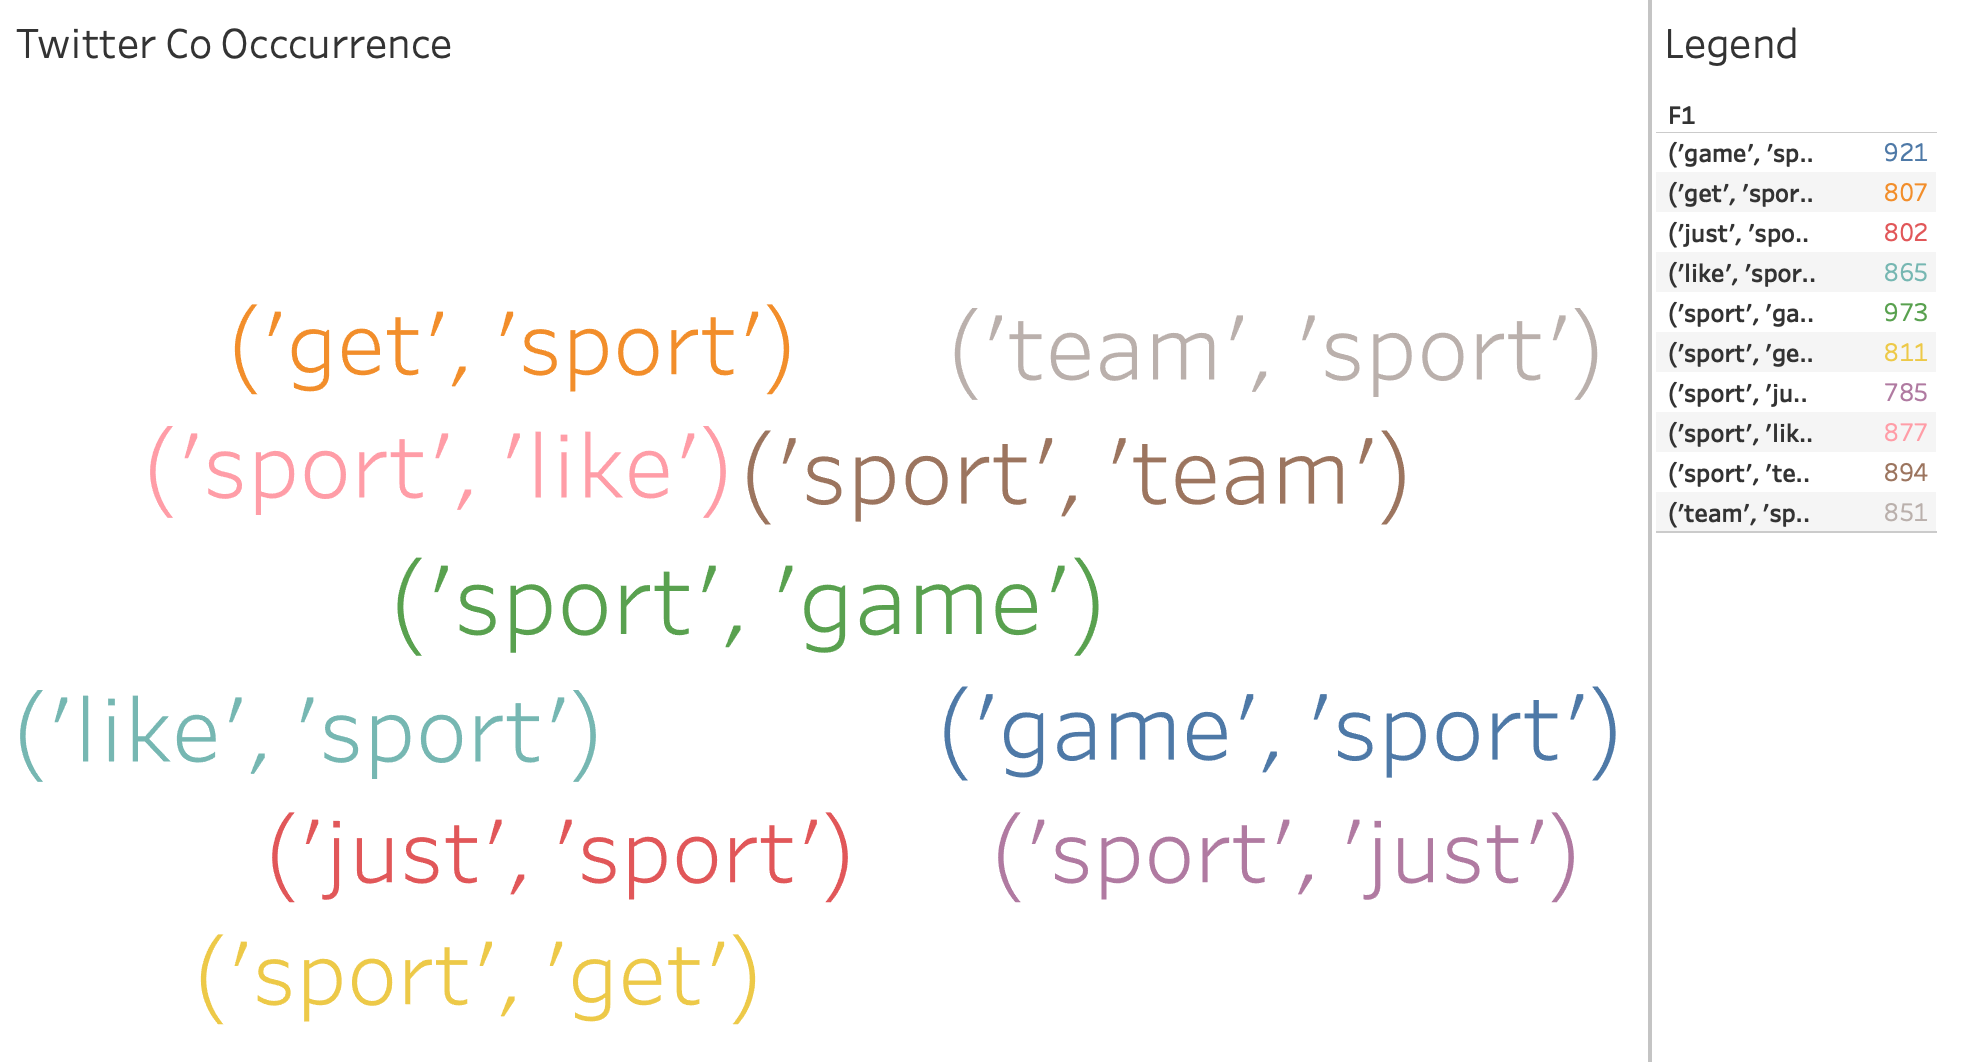 Twitter Co Occcurrence
('get', 'sport')
('team', 'sport')
('sport', 'like')
('sport', 'team')
('sport', 'game')
('like', 'sport')
('game', 'sport')
('just', 'sport')
('sport', 'just')
('sport', 'get')
Legend
F1
('game', 'sp.. 921
('get', 'spor.. 807
('just', 'spo.. 802
('like', 'spor.. 865
('sport', 'ga.. 973
('sport', 'ge.. 811
('sport', 'ju.. 785
('sport', 'lik.. 877
('sport', 'te.. 894
('team', 'sp.. 851